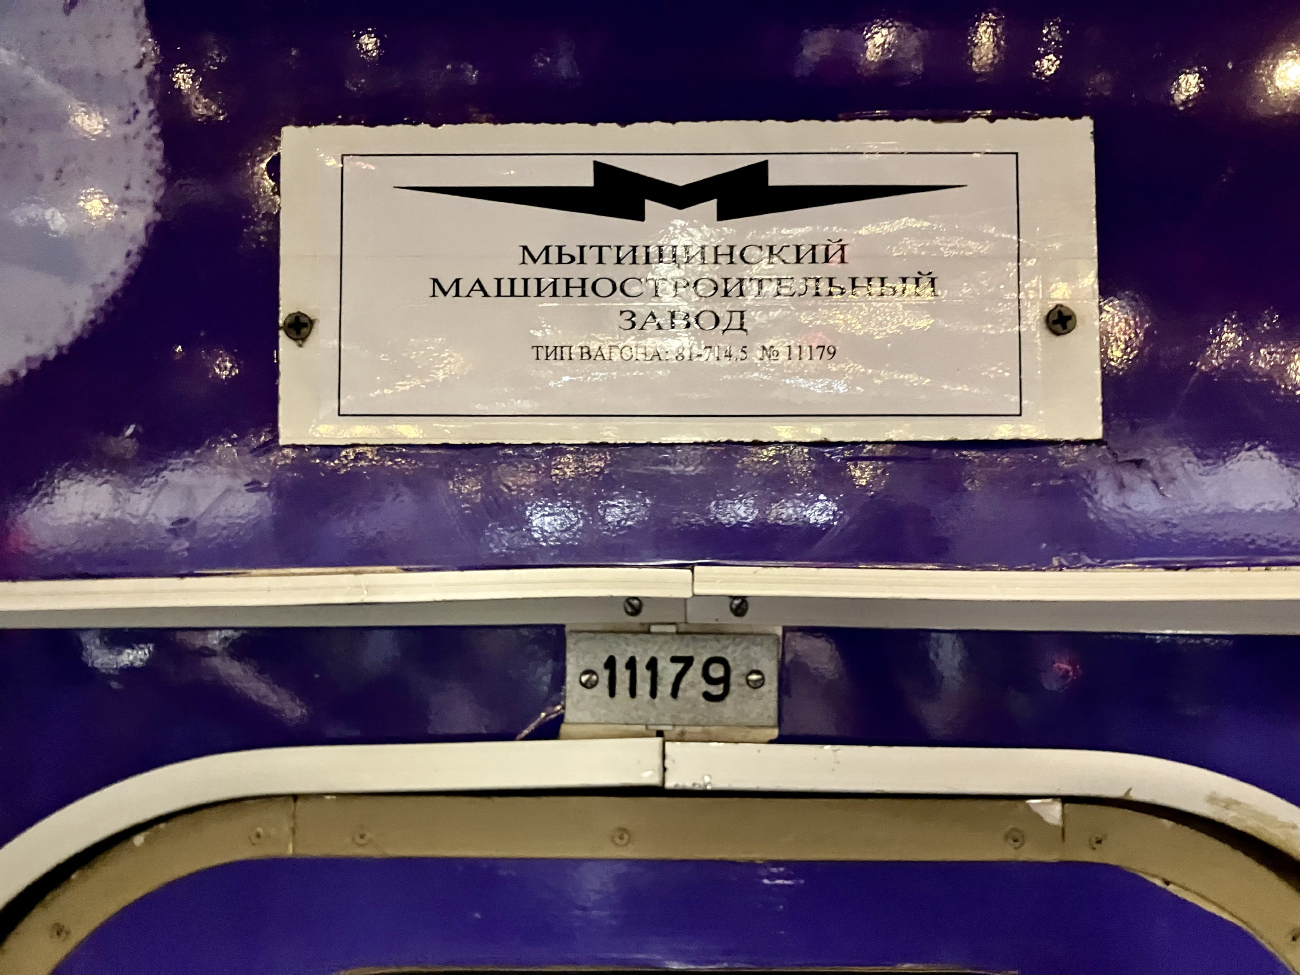 МЫТИЩИНСКИЙ
МАШИНОСТРОИТЕЛЬНЫЙ
ЗАВОД
ТИП ВАГОНА: 81-714.5 № 11179
11179